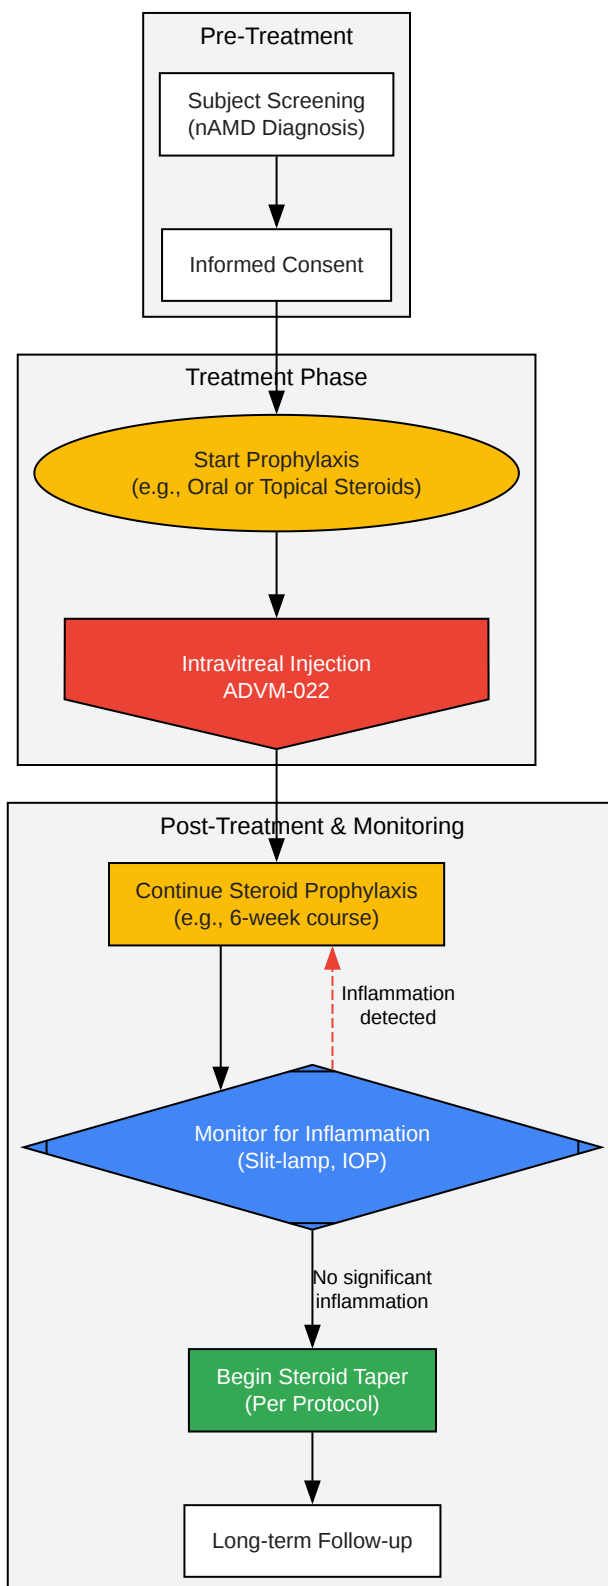 Pre-Treatment
Subject Screening
(nAMD Diagnosis)
Informed Consent
Treatment Phase
Start Prophylaxis
(e.g., Oral or Topical Steroids)
Intravitreal Injection
ADVM-022
Post-Treatment & Monitoring
Continue Steroid Prophylaxis
(e.g., 6-week course)
Inflammation
detected
Monitor for Inflammation
(Slit-lamp, IOP)
No significant
inflammation
Begin Steroid Taper
(Per Protocol)
Long-term Follow-up